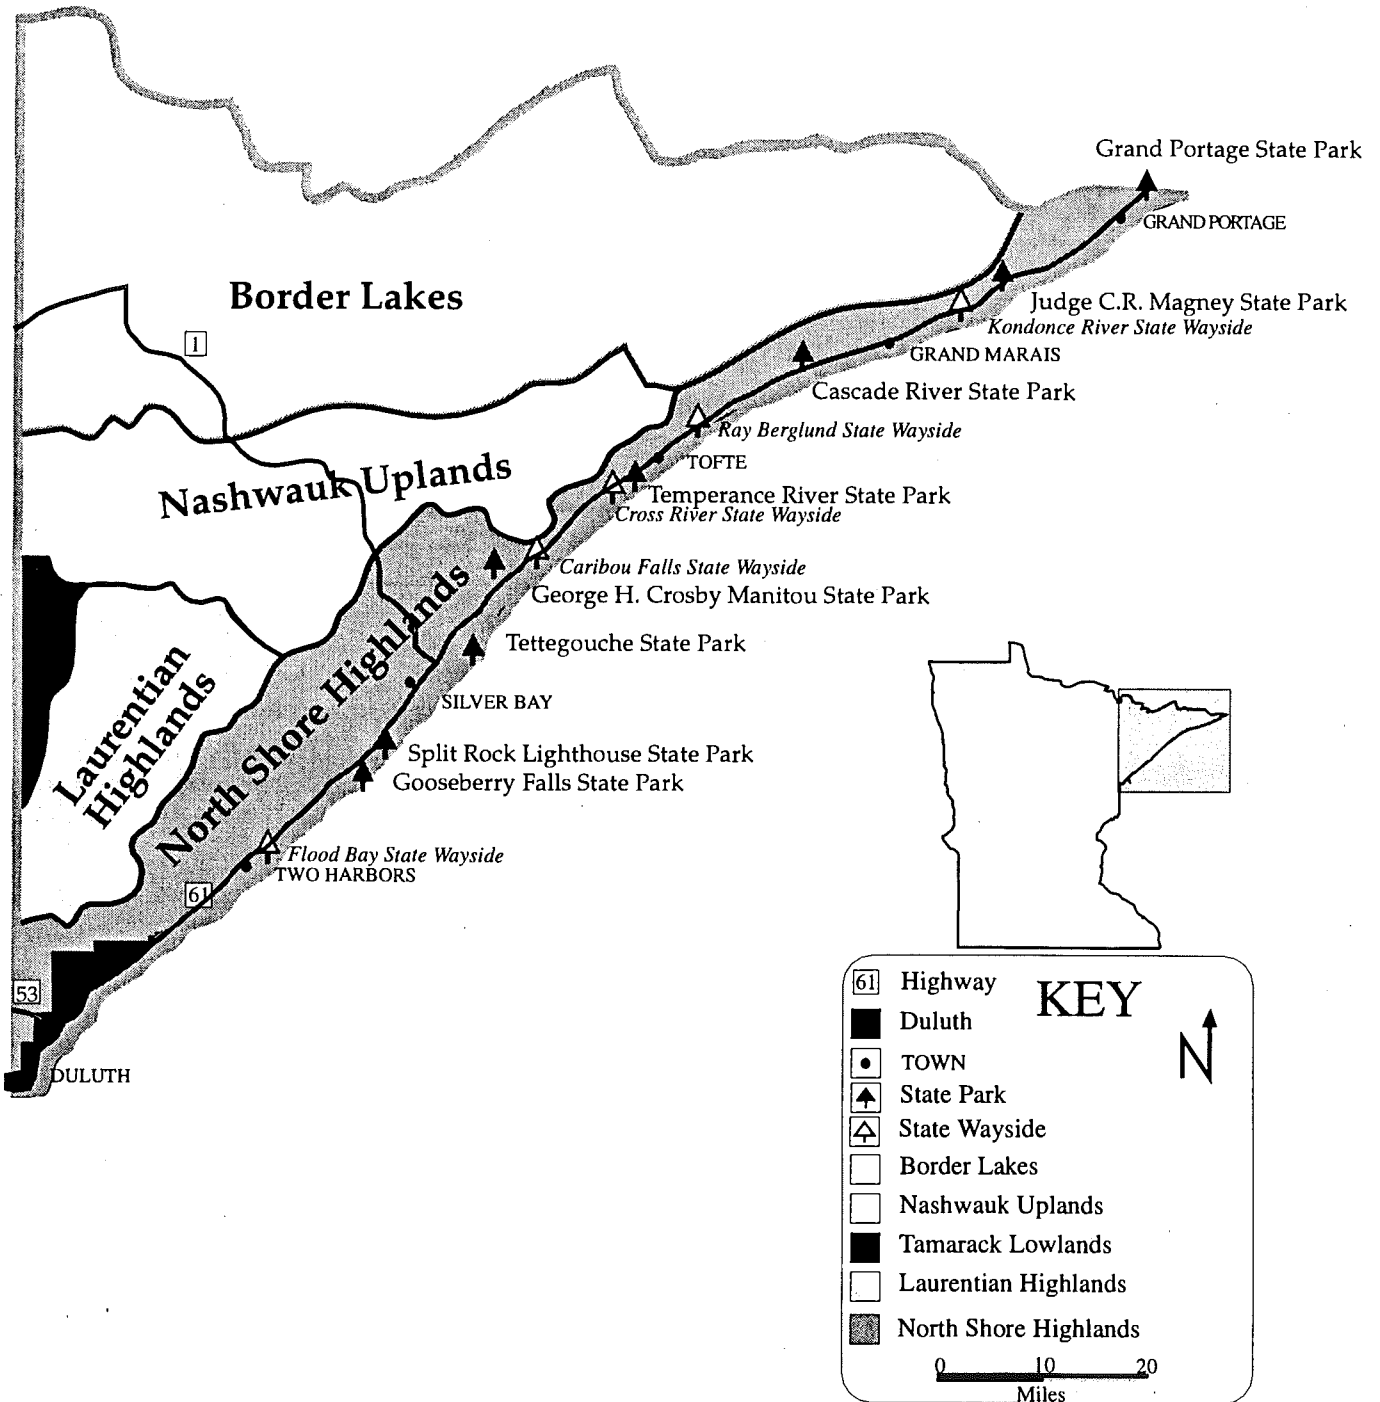 Grand Portage State Park
GRAND PORTAGE
Border Lakes
Judge C.R. Magney State Park
Kondonce River State Wayside
1
GRAND MARAIS
Cascade River State Park
Ray Berglund State Wayside
TOFTE
Nashwauk Uplands
Temperance River State Park
Cross River State Wayside
Caribou Falls State Wayside
George H. Crosby Manitou State Park
Tettegouche State Park
Laurentian
Highlands
North Shore Highlands
SILVER BAY
Split Rock Lighthouse State Park
Gooseberry Falls State Park
Flood Bay State Wayside
TWO HARBORS
61
53
DULUTH
KEY
N
61 Highway
Duluth
TOWN
State Park
State Wayside
Border Lakes
Nashwauk Uplands
Tamarack Lowlands
Laurentian Highlands
North Shore Highlands
0 10 20
Miles